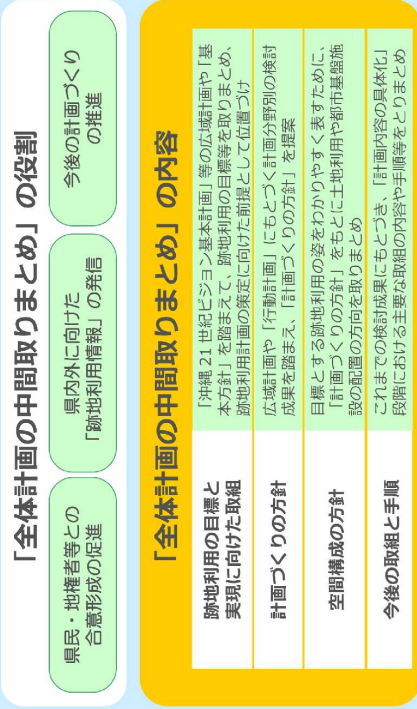 「全体計画の中間取りまとめ」の役割
県民・地権者等との
合意形成の促進
県内外に向けた
「跡地利用情報」の発信
今後の計画づくり
の推進
「全体計画の中間取りまとめ」の内容
跡地利用の目標と
実現に向けた取組
「沖縄 21 世紀ビジョン基本計画」等の広域計画や「基
本方針」を踏まえて、跡地利用の目標等を取りまとめ、
跡地利用計画の策定に向けた前提として位置づけ
計画づくりの方針
広域計画や「行動計画」にもとづく計画分野別の検討
成果を踏まえ、「計画づくりの方針」を提案
空間構成の方針
目標とする跡地利用の姿をわかりやすく表すために、
「計画づくりの方針」をもとに土地利用や都市基盤施
設の配置の方向を取りまとめ
今後の取組と手順
これまでの検討成果にもとづき、「計画内容の具体化」
段階における主要な取組の内容や手順等をとりまとめ